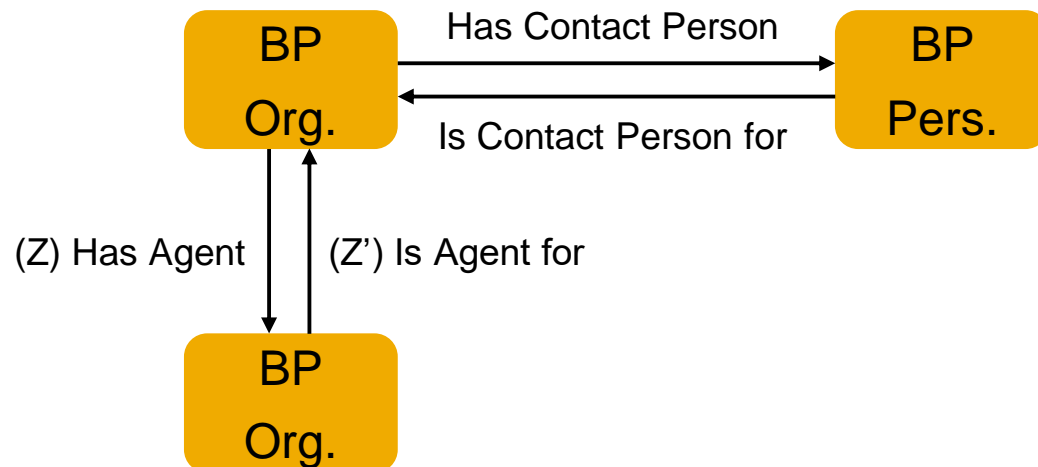 BP
Org.
Has Contact Person
BP
Pers.
Is Contact Person for
(Z) Has Agent
(Z’) Is Agent for
BP
Org.